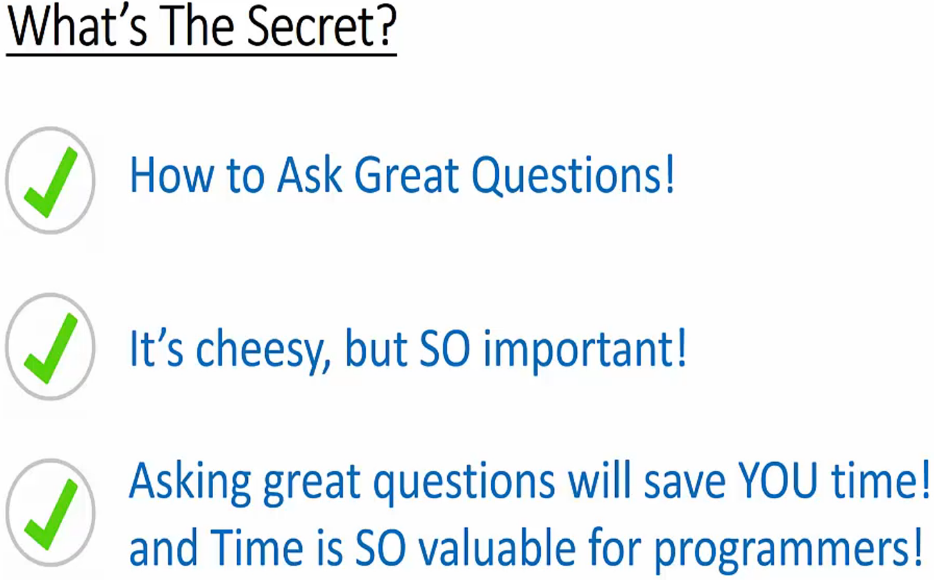 What's The Secret?
How to Ask Great Questions!
It's cheesy, but SO important!
Asking great questions will save YOU time!
and Time is SO valuable for programmers!